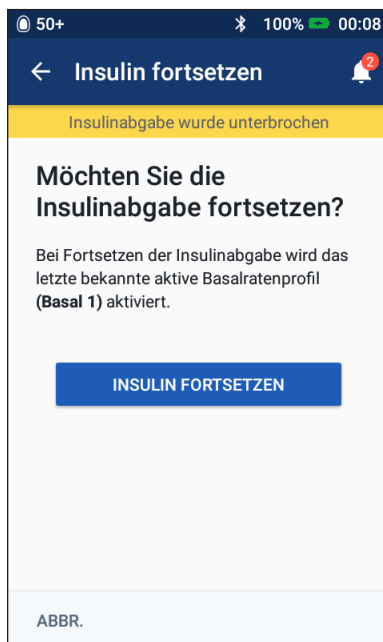 50+ 100% 00:08
Insulin fortsetzen 2
Insulinabgabe wurde unterbrochen
Möchten Sie die
Insulinabgabe fortsetzen?
Bei Fortsetzen der Insulinabgabe wird das
letzte bekannte aktive Basalratenprofil
(Basal 1) aktiviert.
INSULIN FORTSETZEN
ABBR.